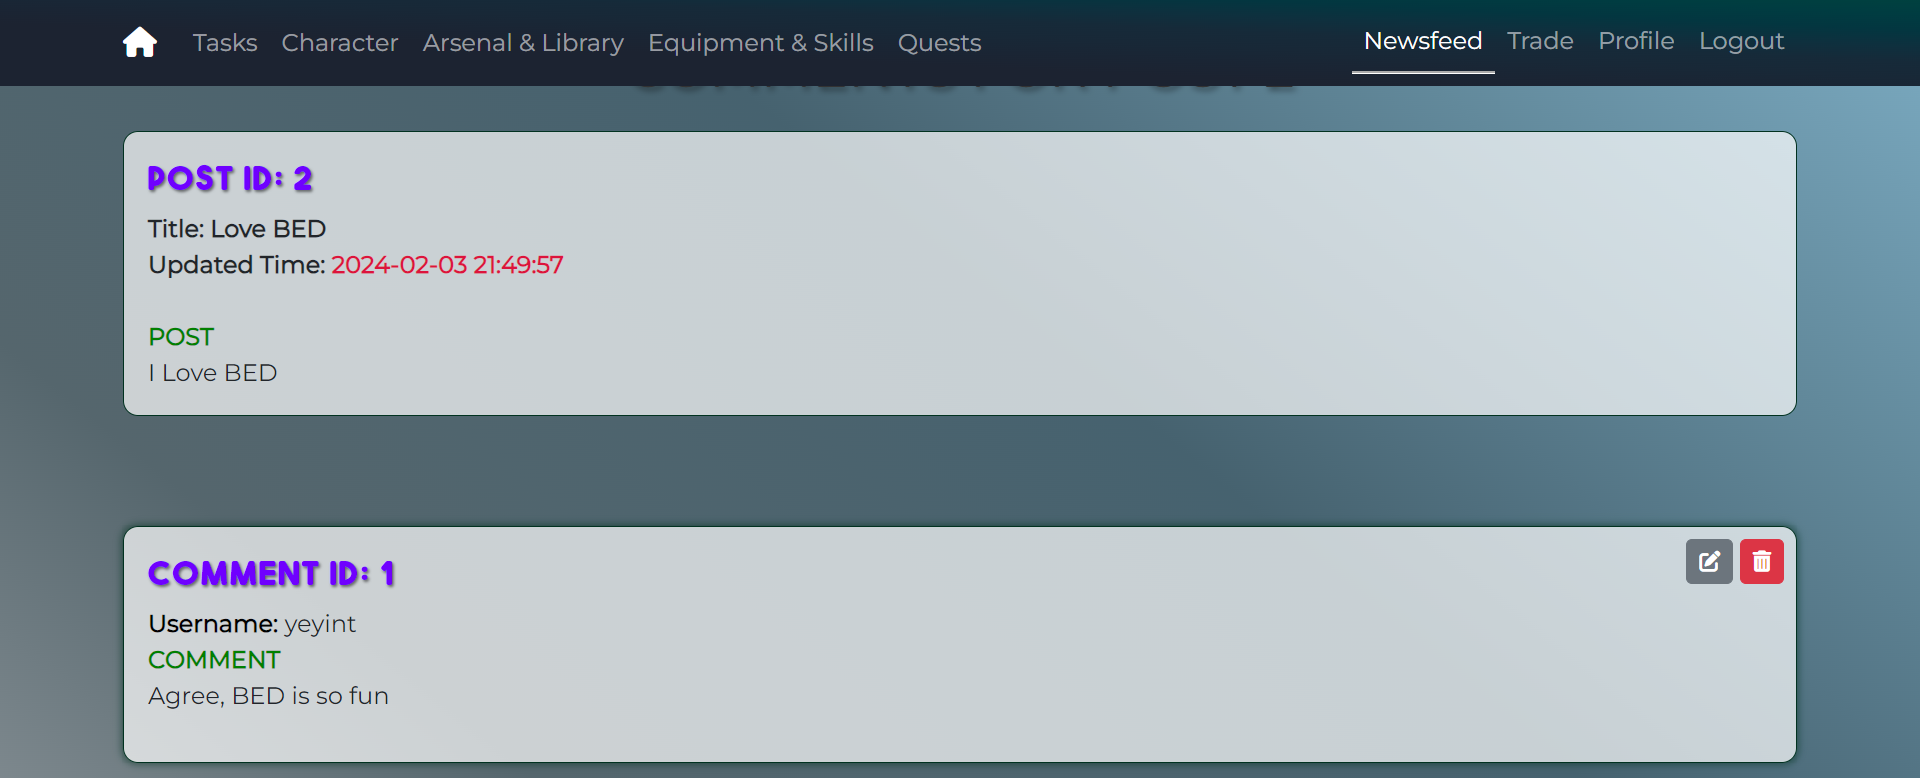 Tasks Character Arsenal & Library Equipment & Skills Quests Newsfeed Trade Profile Logout
POST ID: 2
Title: Love BED
Updated Time: 2024-02-03 21:49:57
POST
I Love BED
COMMENT ID: 1
Username: yeyint
COMMENT
Agree, BED is so fun